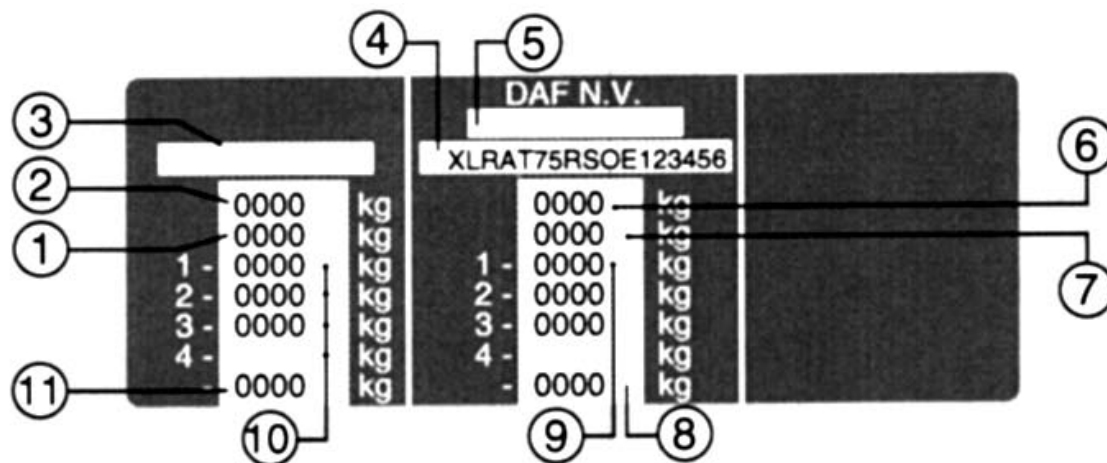 4 5
DAF N.V.
3
XLRAT75RSOE123456
6
2 0000 kg 0000 kg
1 0000 kg 0000 kg
7
1 - 0000 kg 1 - 0000 kg
2 - 0000 kg 2 - 0000 kg
3 - 0000 kg 3 - 0000 kg
4 - kg 4 - kg
11 - 0000 kg - 0000 kg
10 9 8